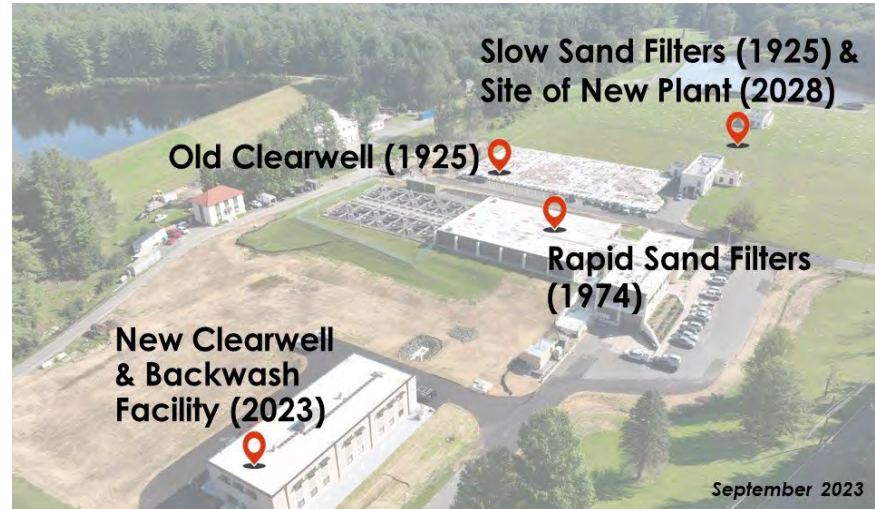 Slow Sand Filters (1925) &
Site of New Plant (2028)
Old Clearwell (1925)
Rapid Sand Filters
(1974)
New Clearwell
& Backwash
Facility (2023)
September 2023